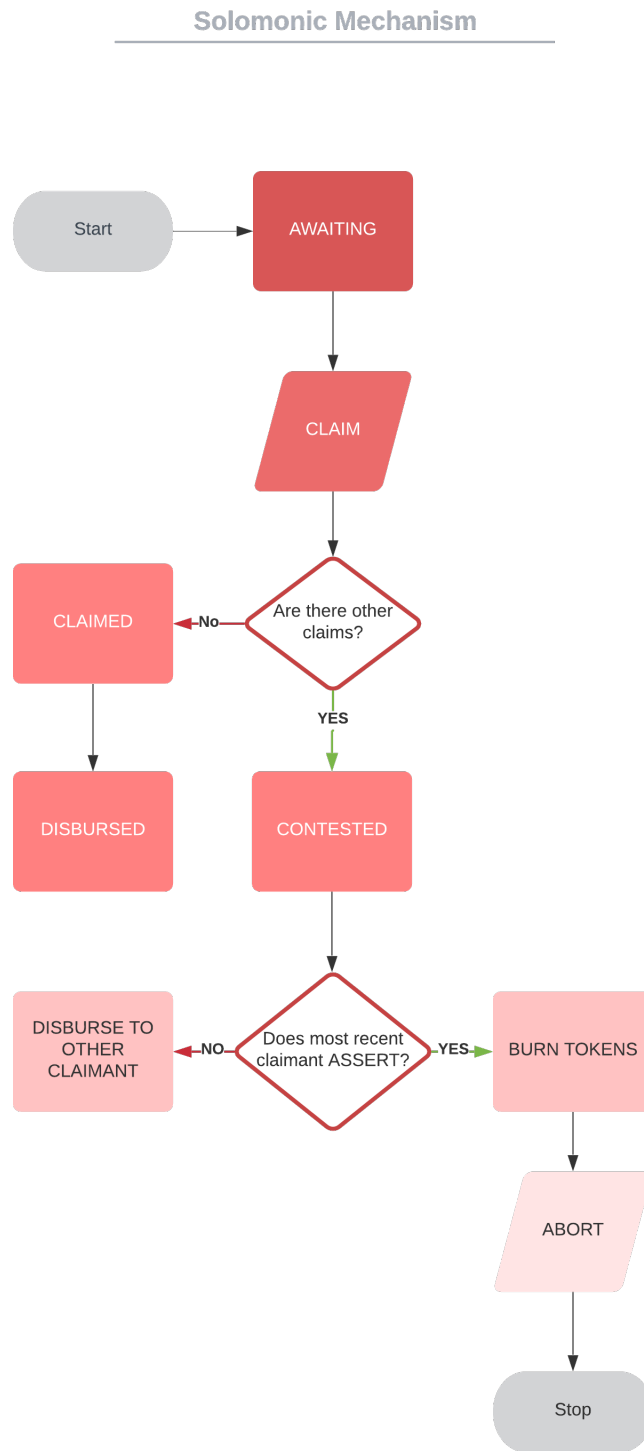 Solomonic Mechanism
Start
AWAITING
CLAIM
Are there other
claims?
No
CLAIMED
YES
DISBURSED
CONTESTED
DISBURSE TO
OTHER
CLAIMANT
NO
Does most recent
claimant ASSERT?
YES
BURN TOKENS
ABORT
Stop